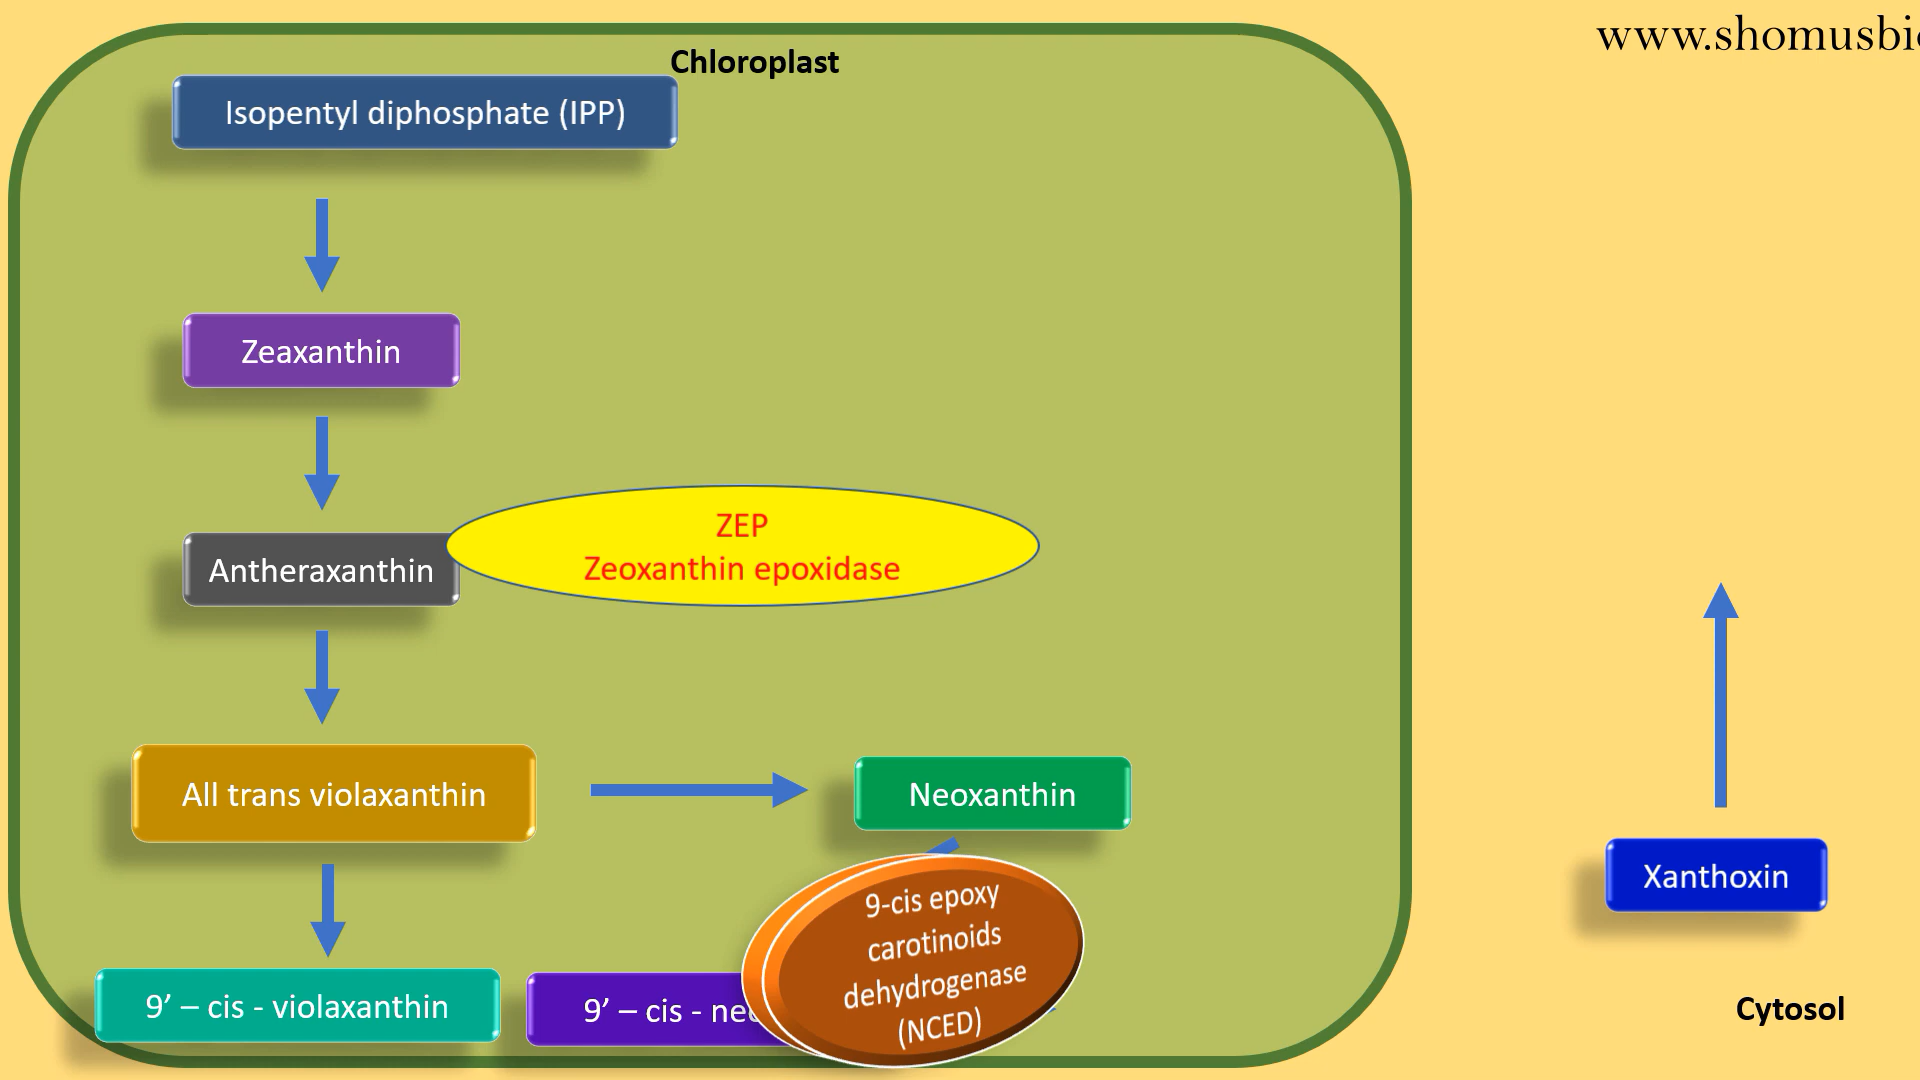 www.shomusbi
Chloroplast
Isopentyl diphosphate (IPP)
Zeaxanthin
ZEP
Zeoxanthin epoxidase
Antheraxanthin
All trans violaxanthin
Neoxanthin
9-cis epoxy
carotinoids
dehydrogenase
(NCED)
Xanthoxin
9’ – cis - violaxanthin
9’ – cis - neo
Cytosol